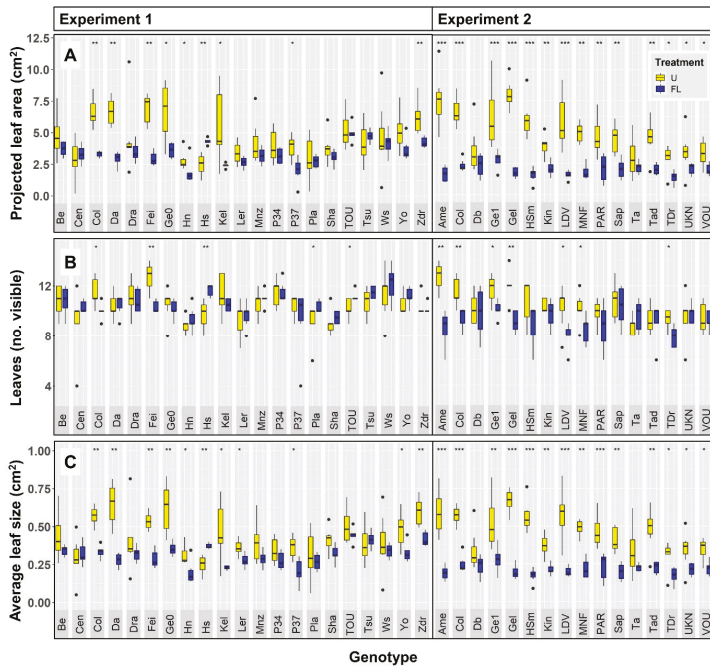 Experiment 1 Experiment 2
A
Projected leaf area (cm²)
12.5
10.0
7.5
5.0
2.5
0.0
** ** ** * ** ** * * ** ** *** *** *** *** ** *** ** ** ** ** * * *
Treatment
U
FL
Be Cen Col Da Dra Fei Ge0 Hn Hs Kel Ler Mnz P34 P37 Pla Sha TOU Tsu Ws Yo Zdr Ame Col Db Ge1 Gel HSm Kin LDV MNF PAR Sap Ta Tad TDr UKN VOU
B
Leaves (no. visible)
12
8
4
* ** ** * * ** ** * ** * * *
Be Cen Col Da Dra Fei Ge0 Hn Hs Kel Ler Mnz P34 P37 Pla Sha TOU Tsu Ws Yo Zdr Ame Col Db Ge1 Gel HSm Kin LDV MNF PAR Sap Ta Tad TDr UKN VOU
C
Average leaf size (cm²)
1.00
0.75
0.50
0.25
0.00
** ** ** ** * ** * * * * ** *** *** ** *** *** ** *** ** *** ** ** * * *
Be Cen Col Da Dra Fei Ge0 Hn Hs Kel Ler Mnz P34 P37 Pla Sha TOU Tsu Ws Yo Zdr Ame Col Db Ge1 Gel HSm Kin LDV MNF PAR Sap Ta Tad TDr UKN VOU
Genotype